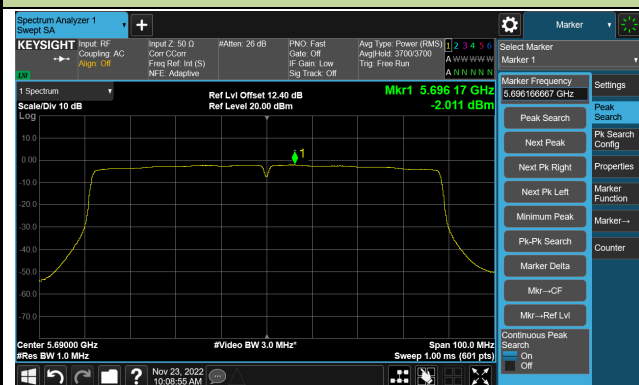 Spectrum Analyzer 1
Swept SA
+
Marker
KEYSIGHT
Input: RF
Coupling: AC
Align: Off
Input Z: 50 Ω
Corr CCorr
Freq Ref: Int (S)
NFE: Adaptive
#Atten: 26 dB
PNO: Fast
Gate: Off
IF Gain: Low
Sig Track: Off
Avg Type: Power (RMS)
Avg|Hold: 3700/3700
Trig: Free Run
1 2 3 4 5 6
A W W W W W
A N N N N N
LXI
Select Marker
Marker 1
1 Spectrum
Scale/Div 10 dB
Log
Ref Lvl Offset 12.40 dB
Ref Level 20.00 dBm
Mkr1 5.696 17 GHz
-2.011 dBm
10.0
0.00
-10.0
-20.0
-30.0
-40.0
-50.0
-60.0
-70.0
1
Center 5.69000 GHz
#Res BW 1.0 MHz
#Video BW 3.0 MHz*
Span 100.0 MHz
Sweep 1.00 ms (601 pts)
Marker Frequency
5.696166667 GHz
Peak Search
Next Peak
Next Pk Right
Next Pk Left
Minimum Peak
Pk-Pk Search
Marker Delta
Mkr→CF
Mkr→Ref Lvl
Continuous Peak
Search
On
Off
Settings
Peak
Search
Pk Search
Config
Properties
Marker
Function
Marker→
Counter
?
Nov 23, 2022
10:08:55 AM